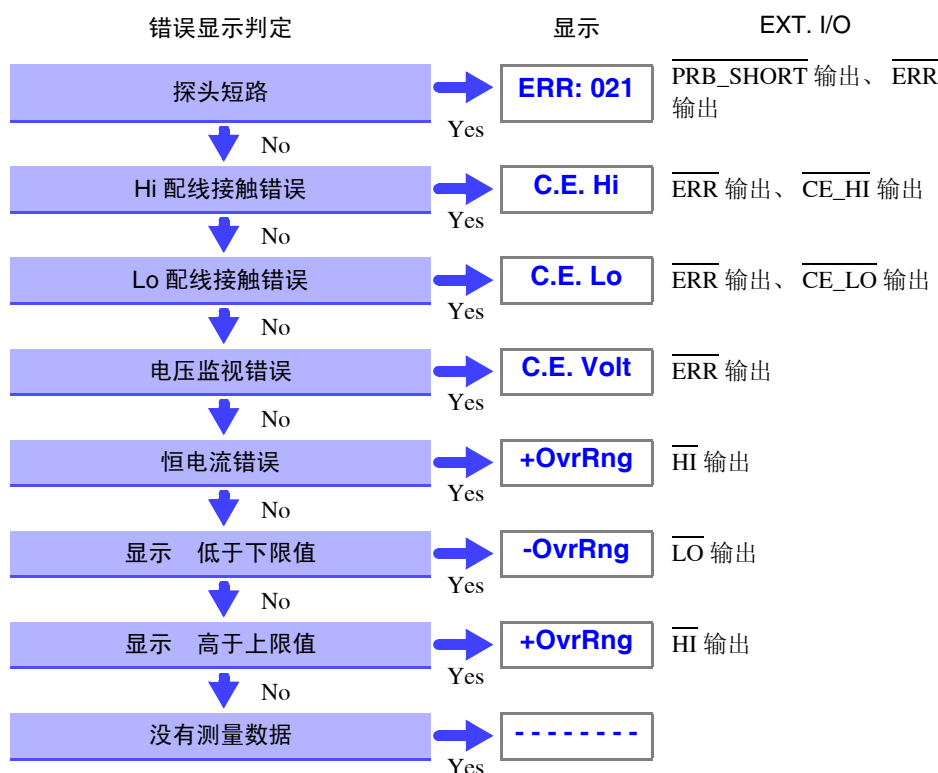 错误显示判定 显示 EXT. I/O
探头短路 Yes ERR: 021 PRB_SHORT 输出、 ERR
输出
No
Hi 配线接触错误 Yes C.E. Hi ERR 输出、 CE_HI 输出
No
Lo 配线接触错误 Yes C.E. Lo ERR 输出、 CE_LO 输出
No
电压监视错误 Yes C.E. Volt ERR 输出
No
恒电流错误 Yes +OvrRng HI 输出
No
显示 低于下限值 Yes -OvrRng LO 输出
No
显示 高于上限值 Yes +OvrRng HI 输出
No
没有测量数据 Yes - - - - - - - -